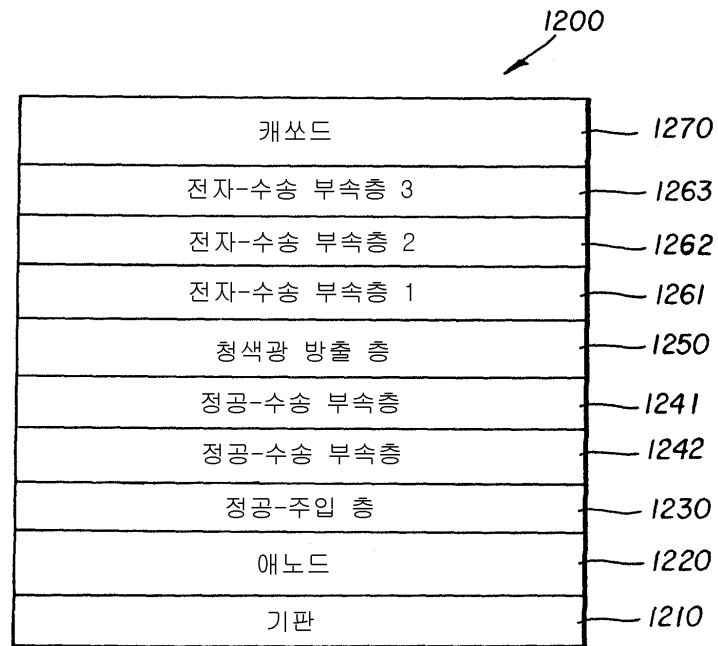 1200
캐쏘드 1270
전자-수송 부속층 3 1263
전자-수송 부속층 2 1262
전자-수송 부속층 1 1261
청색광 방출 층 1250
정공-수송 부속층 1241
정공-수송 부속층 1242
정공-주입 층 1230
애노드 1220
기판 1210